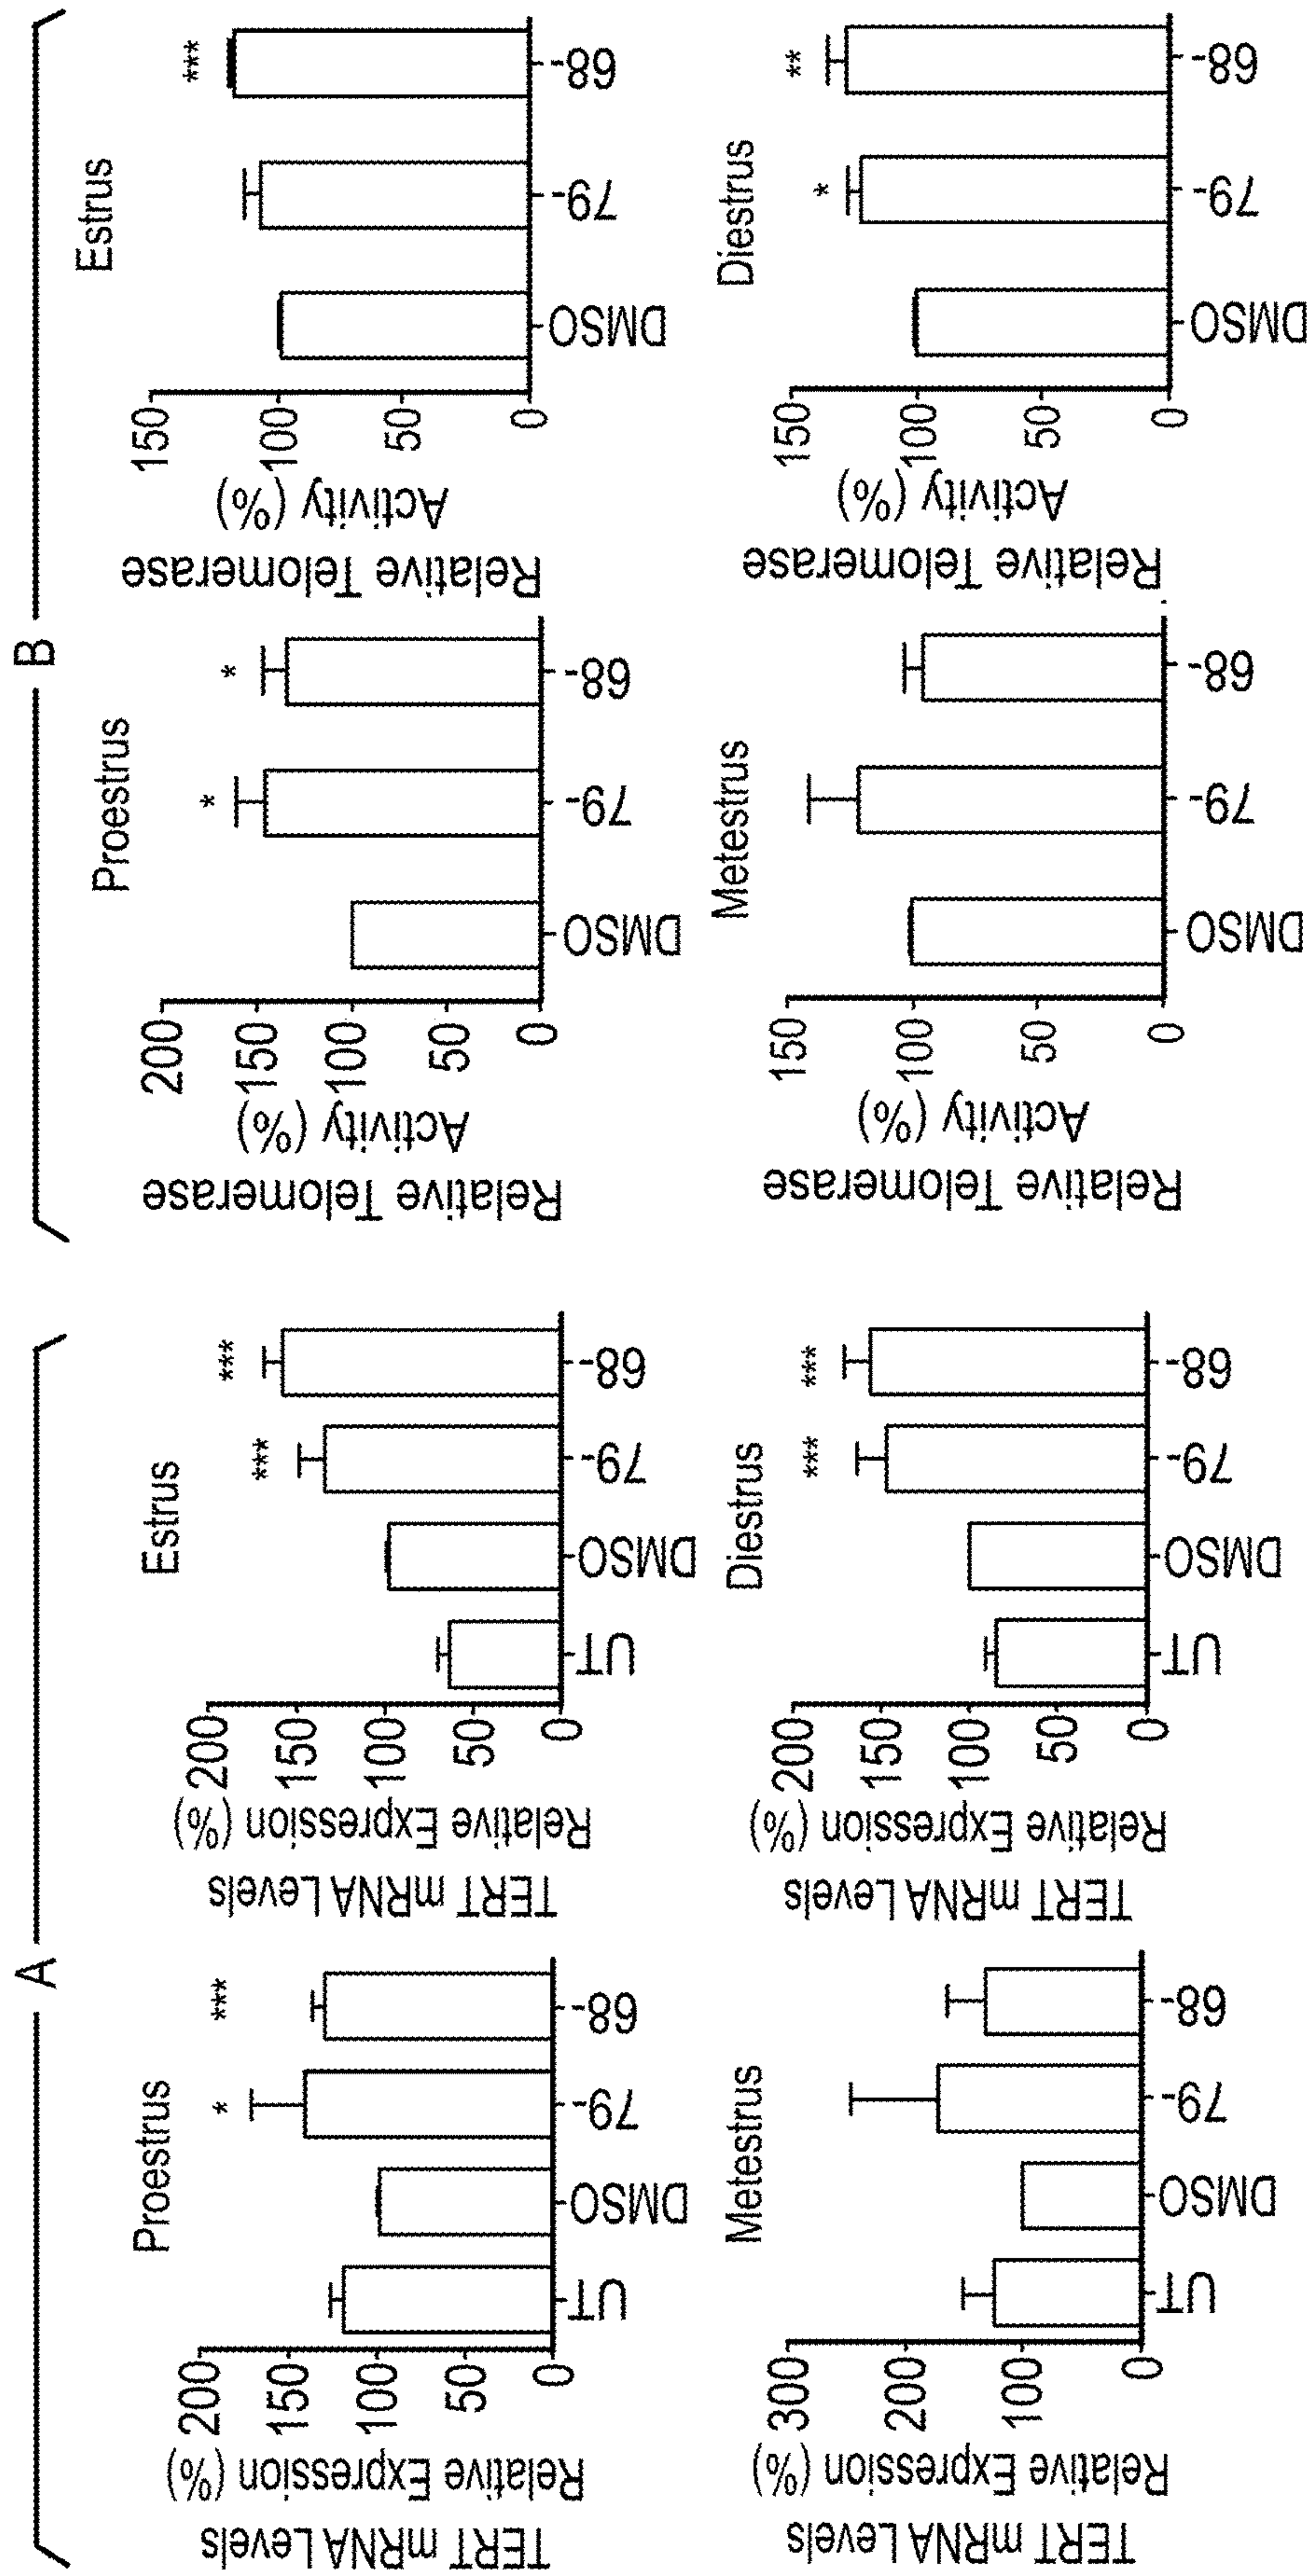 A
Proestrus
TERT mRNA Levels
Relative Expression (%)
200
150
100
50
0
UT
DMSO
79-
68-
*
***
Estrus
TERT mRNA Levels
Relative Expression (%)
200
150
100
50
0
UT
DMSO
79-
68-
***
***
Metestrus
TERT mRNA Levels
Relative Expression (%)
300
200
100
0
UT
DMSO
79-
68-
Diestrus
TERT mRNA Levels
Relative Expression (%)
200
150
100
50
0
UT
DMSO
79-
68-
***
***
B
Proestrus
Relative Telomerase
Activity (%)
200
150
100
50
0
DMSO
79-
68-
*
*
Estrus
Relative Telomerase
Activity (%)
150
100
50
0
DMSO
79-
68-
***
Metestrus
Relative Telomerase
Activity (%)
150
100
50
0
DMSO
79-
68-
Diestrus
Relative Telomerase
Activity (%)
150
100
50
0
DMSO
79-
68-
*
**